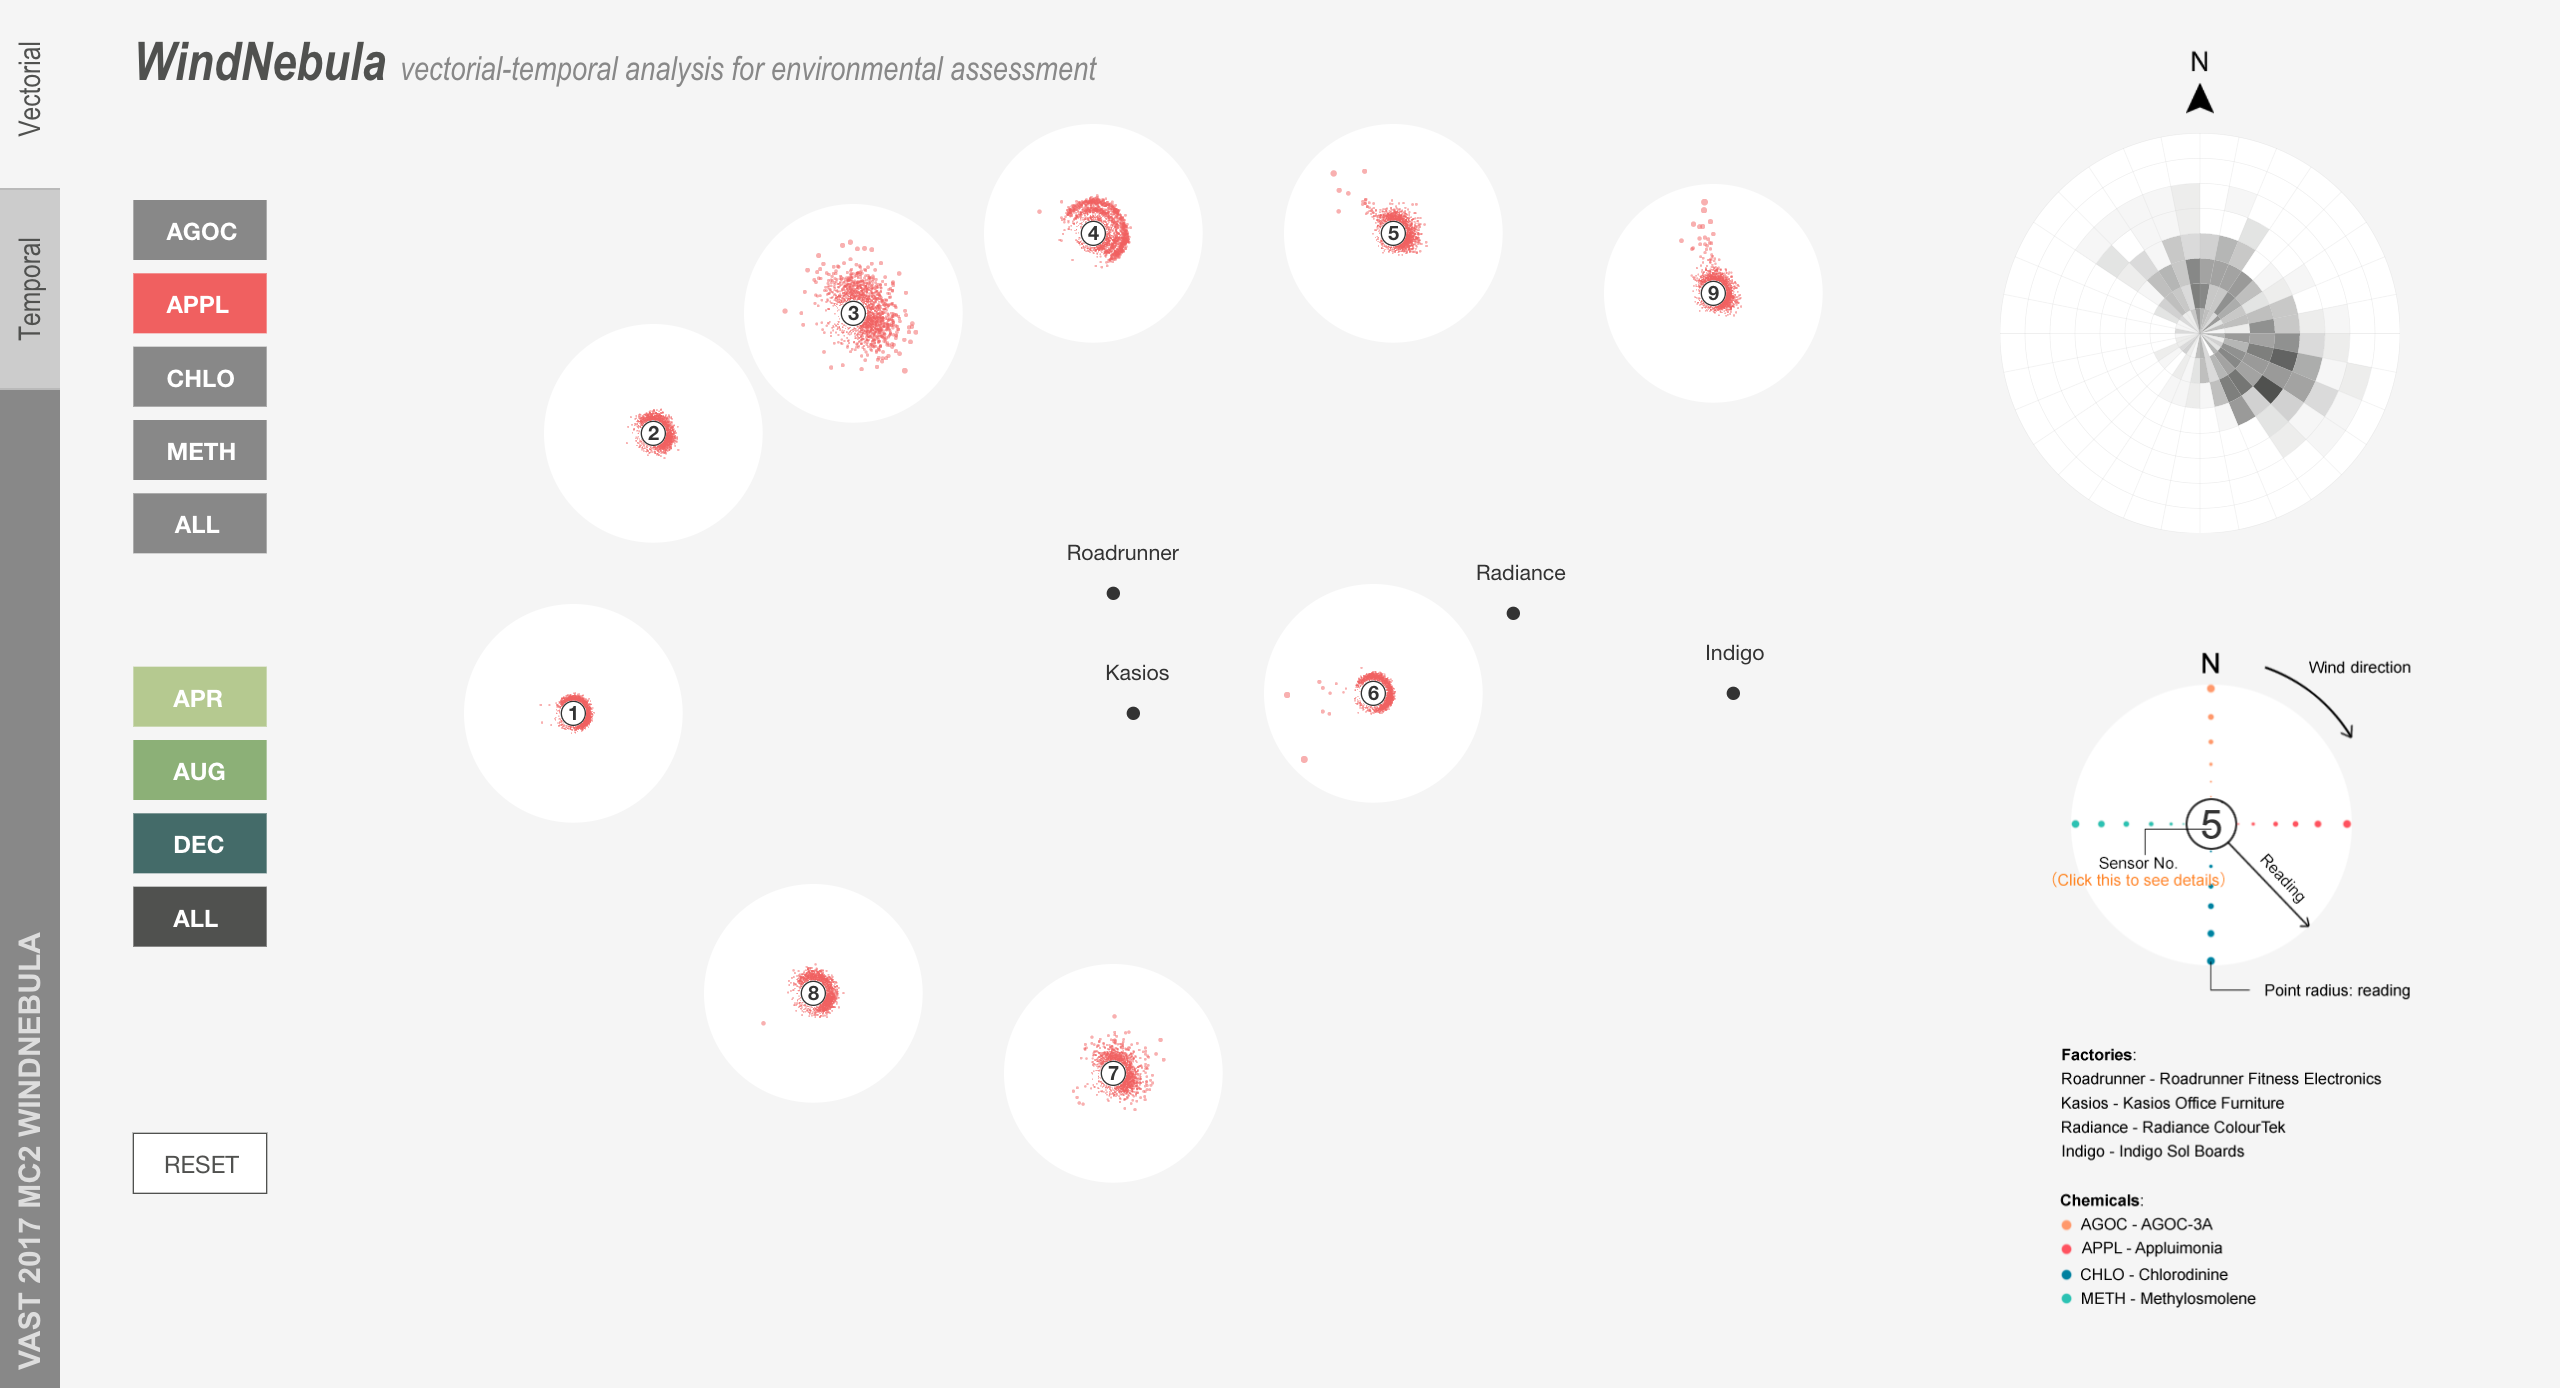 WindNebula vectorial-temporal analysis for environmental assessment
Vectorial
Temporal
VAST 2017 MC2 WINDNEBULA
AGOC
APPL
CHLO
METH
ALL
APR
AUG
DEC
ALL
RESET
4
5
9
3
2
Roadrunner
Radiance
Kasios
Indigo
6
1
8
7
N
N
Wind direction
5
Sensor No.
(Click this to see details)
Reading
Point radius: reading
Factories:
Roadrunner - Roadrunner Fitness Electronics
Kasios - Kasios Office Furniture
Radiance - Radiance ColourTek
Indigo - Indigo Sol Boards
Chemicals:
AGOC - AGOC-3A
APPL - Appluimonia
CHLO - Chlorodinine
METH - Methylosmolene